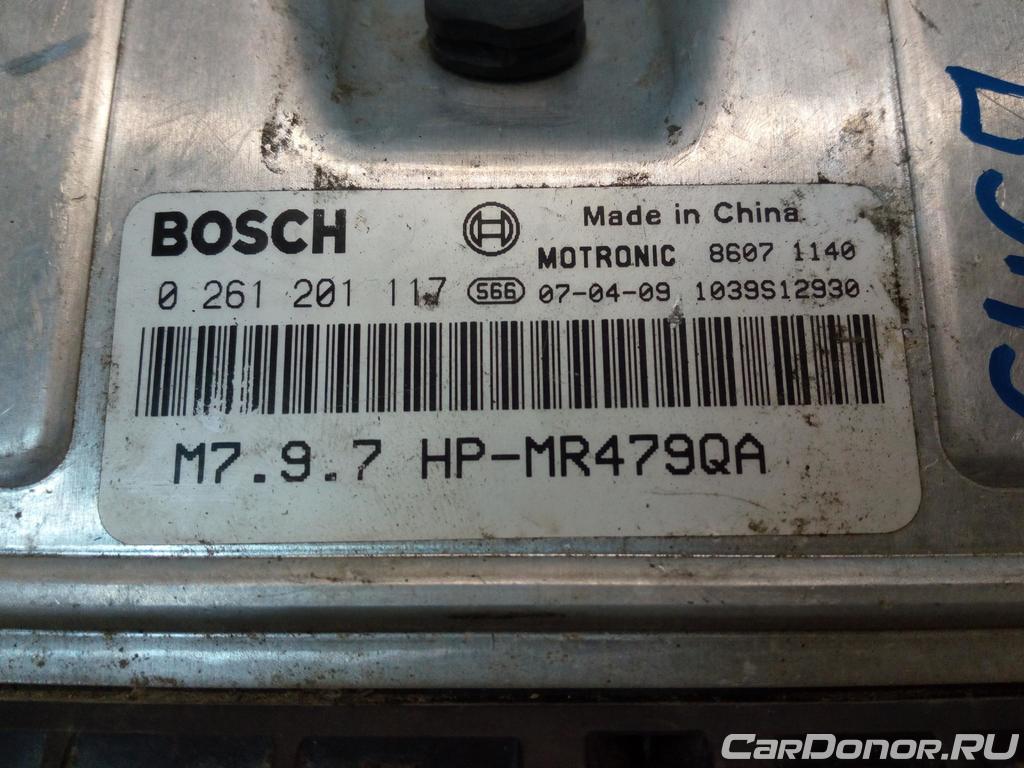 BOSCH
Made in China
MOTRONIC 8607 1140
0 261 201 117 566 07-04-09 1039S12930
M7.9.7 HP-MR479QA
CarDonor.RU